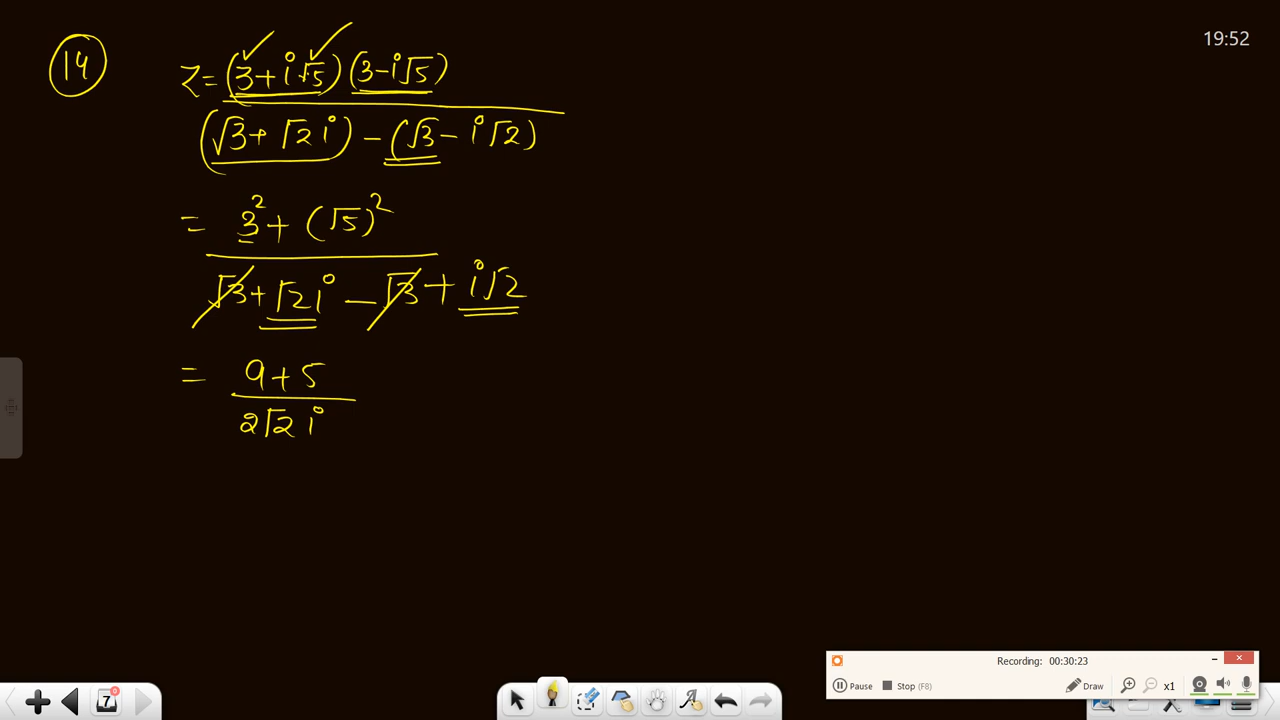 19:52
14
Z = (3 + i√5) (3 - i√5)
(√3 + √2 i) - (√3 - i√2)
= 3² + (√5)²
√3 + √2 i - √3 + i√2
= 9 + 5
2√2 i
Recording: 00:30:23
Pause Stop (F8) Draw x1
7
0